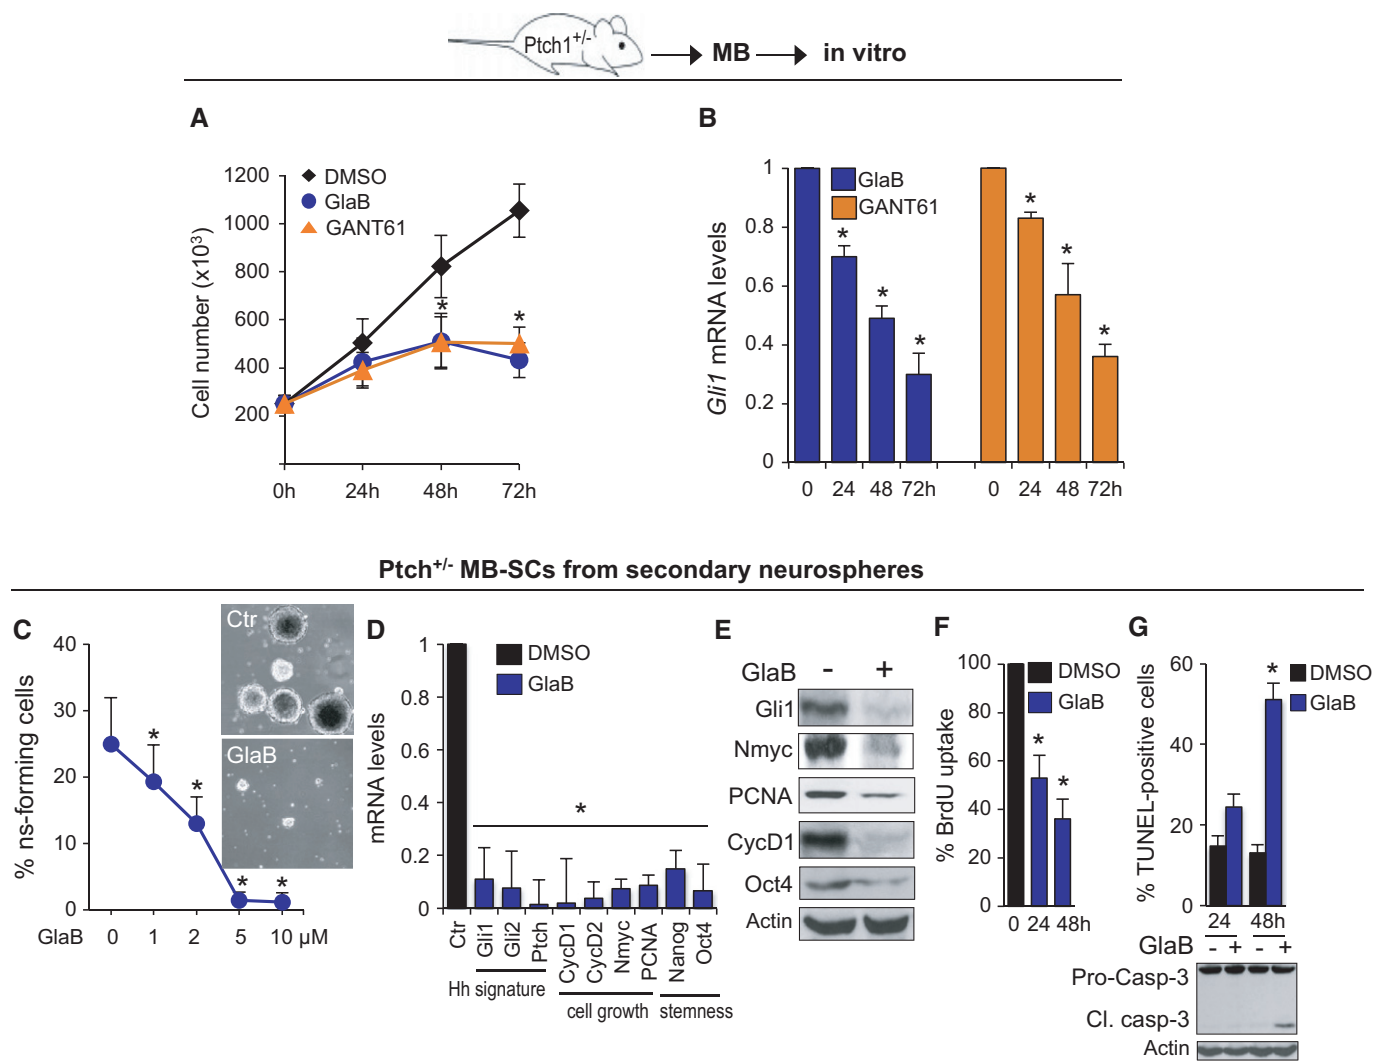 Ptch1+/- MB in vitro
A
1200
1000
800
600
400
200
Cell number (x10³)
DMSO
GlaB
GANT61
*
*
0h 24h 48h 72h
B
1
0.8
0.6
0.4
0.2
0
Gli1 mRNA levels
GlaB
GANT61
* * * * * *
0 24 48 72h 0 24 48 72h
Ptch+/- MB-SCs from secondary neurospheres
C
40
30
20
10
0
% ns-forming cells
Ctr
GlaB
* * * *
GlaB 0 1 2 5 10 µM
D
1
0.8
0.6
0.4
0.2
0
mRNA levels
DMSO
GlaB
*
Ctr Gli1 Gli2 Ptch CycD1 CycD2 Nmyc PCNA Nanog Oct4
Hh signature
cell growth stemness
E
GlaB - +
Gli1
Nmyc
PCNA
CycD1
Oct4
Actin
F
100
80
60
40
20
0
% BrdU uptake
DMSO
GlaB
* *
0 24 48h
G
60
40
20
0
% TUNEL-positive cells
DMSO
GlaB
*
24 48h
GlaB - + - +
Pro-Casp-3
Cl. casp-3
Actin